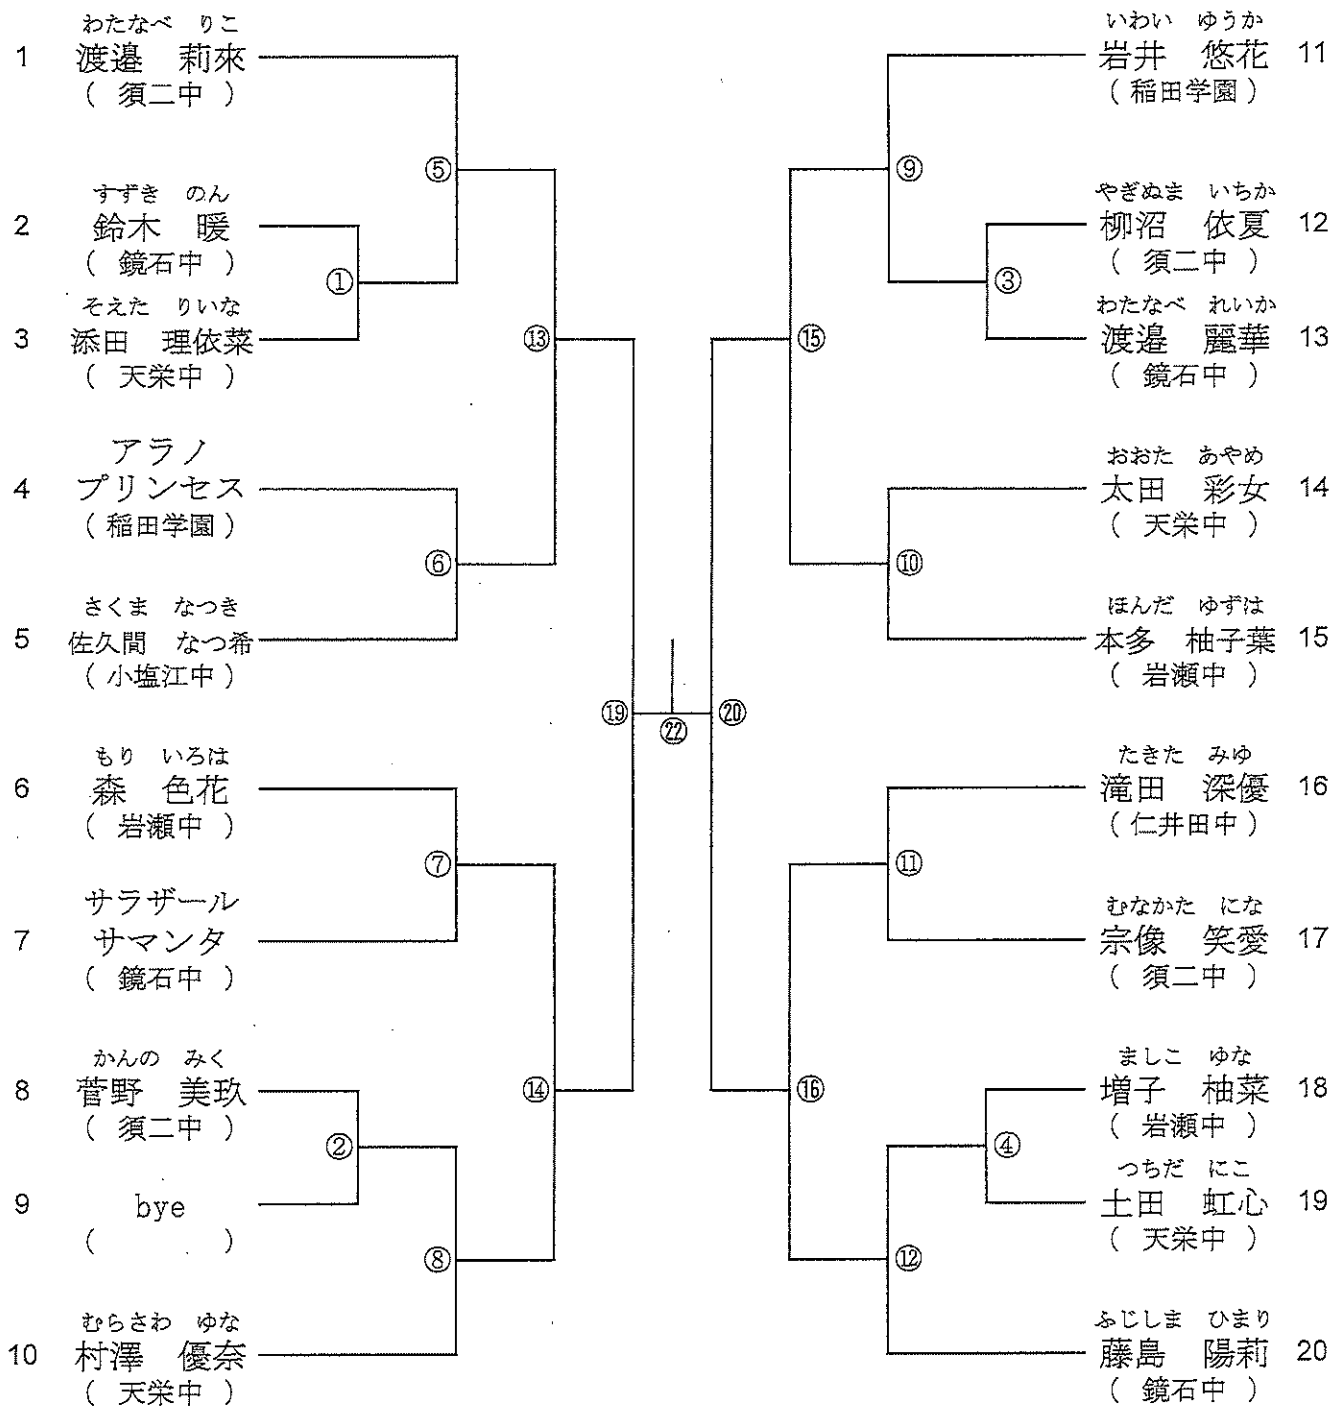 わたなべ りこ
1 渡邉 莉來
( 須二中 )
すずき のん
2 鈴木 暖
( 鏡石中 )
①
そえた りいな
3 添田 理依菜
( 天栄中 )
⑤
⑬
アラノ
4 プリンセス
( 稲田学園 )
⑥
さくま なつき
5 佐久間 なつ希
( 小塩江中 )
⑲
㉒
⑳
もり いろは
6 森 色花
( 岩瀬中 )
⑦
サラザール
7 サマンタ
( 鏡石中 )
⑭
かんの みく
8 菅野 美玖
( 須二中 )
②
9 bye
( )
⑧
むらさわ ゆな
10 村澤 優奈
( 天栄中 )
いわい ゆうか
岩井 悠花 11
( 稲田学園 )
⑨
やぎぬま いちか
柳沼 依夏 12
( 須二中 )
③
わたなべ れいか
渡邉 麗華 13
( 鏡石中 )
⑮
おおた あやめ
太田 彩女 14
( 天栄中 )
⑩
ほんだ ゆずは
本多 柚子葉 15
( 岩瀬中 )
たきた みゆ
滝田 深優 16
( 仁井田中 )
⑪
むなかた にな
宗像 笑愛 17
( 須二中 )
⑯
ましこ ゆな
増子 柚菜 18
( 岩瀬中 )
④
つちだ にこ
土田 虹心 19
( 天栄中 )
⑫
ふじしま ひまり
藤島 陽莉 20
( 鏡石中 )